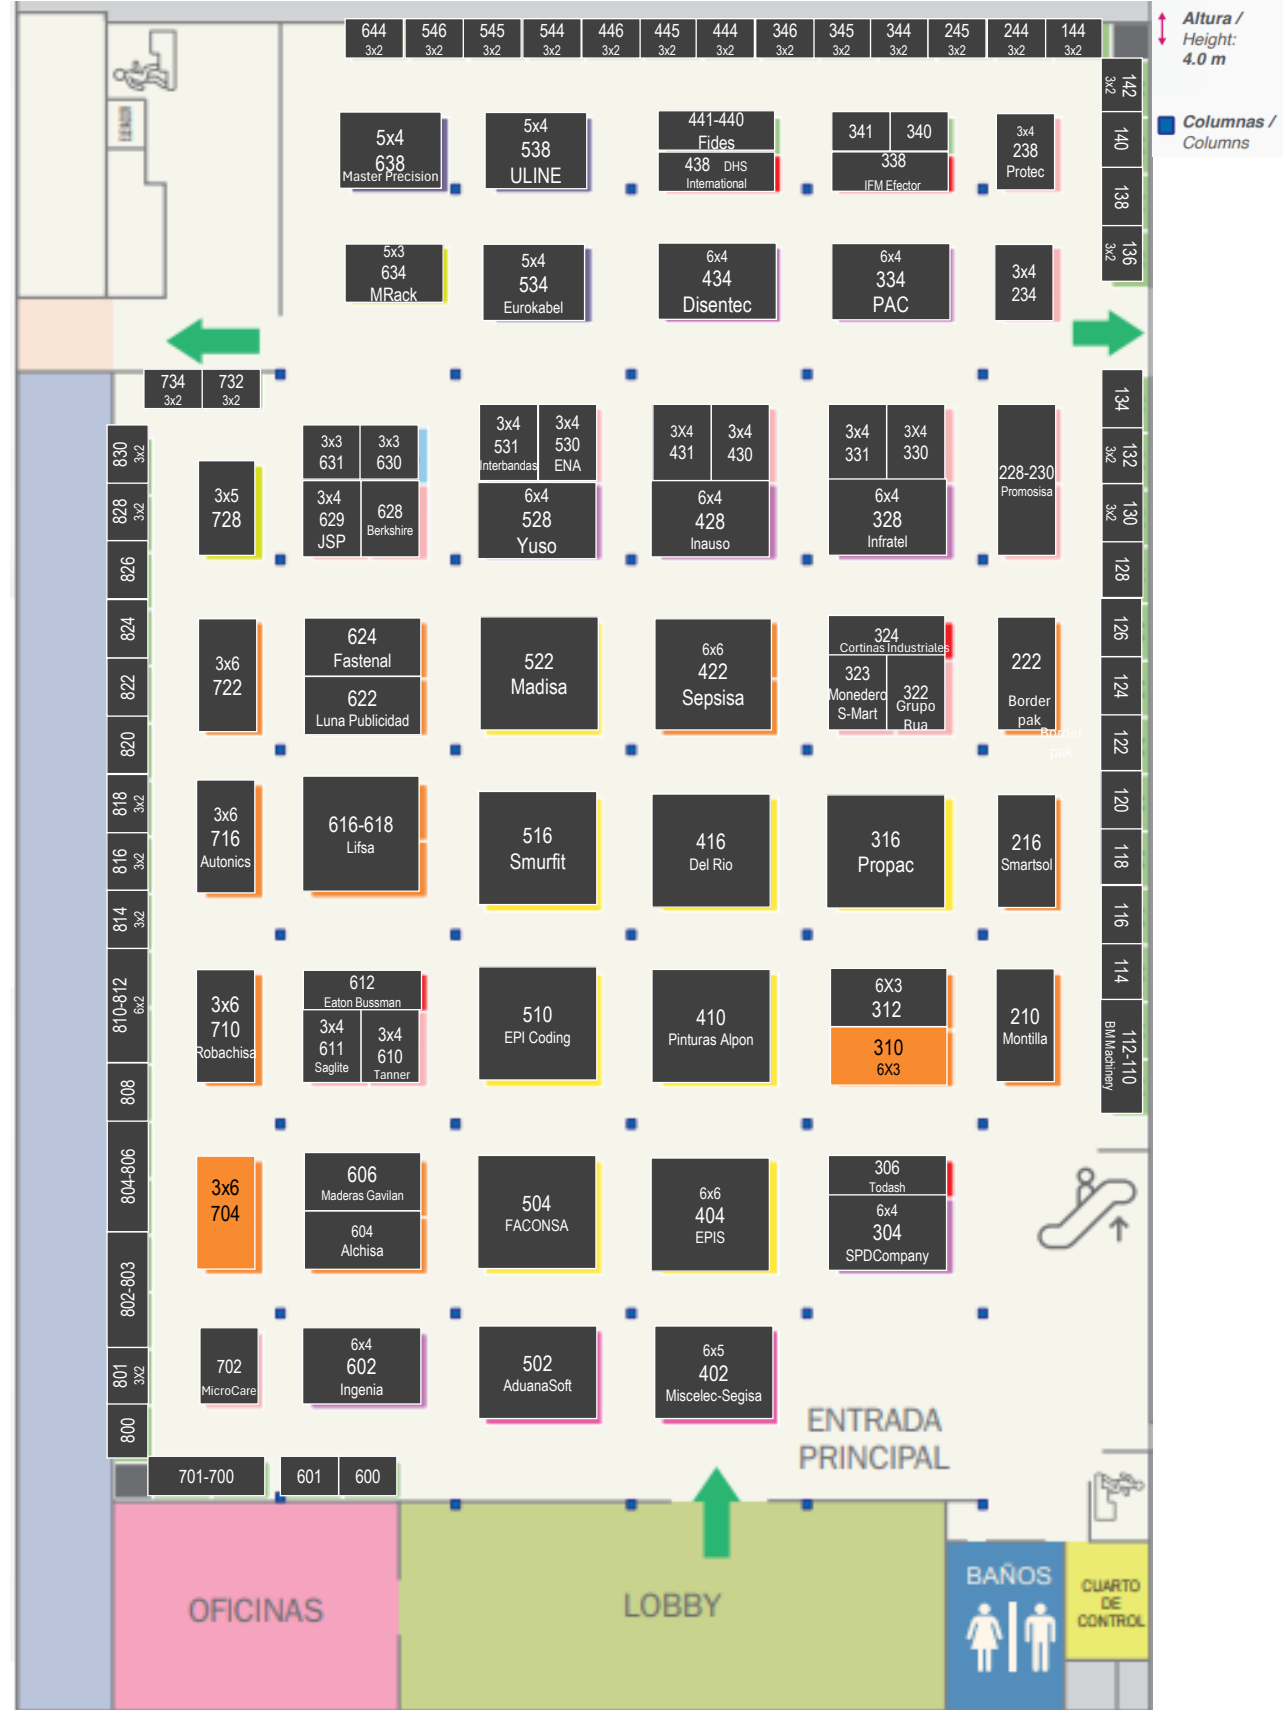 644
3x2
546
3x2
545
3x2
544
3x2
446
3x2
445
3x2
444
3x2
346
3x2
345
3x2
344
3x2
245
3x2
244
3x2
144
3x2
Altura /
Height:
4.0 m
Columnas /
Columns
142
3x2
140
138
136
3x2
5x4
638
Master Precision
5x4
538
ULINE
441-440
Fides
438 DHS
International
341
340
338
IFM Efector
3x4
238
Protec
5x3
634
MRack
5x4
534
Eurokabel
6x4
434
Disentec
6x4
334
PAC
3x4
234
734
3x2
732
3x2
134
132
3x2
130
3x2
128
126
124
122
120
118
116
114
112-110
BM Machinery
830
3x2
828
3x2
826
824
822
820
818
3x2
816
3x2
814
3x2
810-812
6x2
808
804-806
802-803
801
3X2
800
3x5
728
3x3
631
3x3
630
3x4
629
JSP
628
Berkshire
3x4
531
Interbandas
3x4
530
ENA
6x4
528
Yuso
3X4
431
3x4
430
6x4
428
Inauso
3x4
331
3X4
330
6x4
328
Infratel
228-230
Promosisa
3x6
722
624
Fastenal
622
Luna Publicidad
522
Madisa
6x6
422
Sepsisa
324
Cortinas Industriales
323
Monedero
S-Mart
322
Grupo
Rua
222
Border
pak
Border
pak
3x6
716
Autonics
616-618
Lifsa
516
Smurfit
416
Del Rio
316
Propac
216
Smartsol
3x6
710
Robachisa
612
Eaton Bussman
3x4
611
Saglite
3x4
610
Tanner
510
EPI Coding
410
Pinturas Alpon
6X3
312
310
6X3
210
Montilla
3x6
704
606
Maderas Gavilan
604
Alchisa
504
FACONSA
6x6
404
EPIS
306
Todash
6x4
304
SPDCompany
702
MicroCare
6x4
602
Ingenia
502
AduanaSoft
6x5
402
Miscelec-Segisa
ENTRADA
PRINCIPAL
701-700
601
600
OFICINAS
LOBBY
BAÑOS
CUARTO
DE
CONTROL